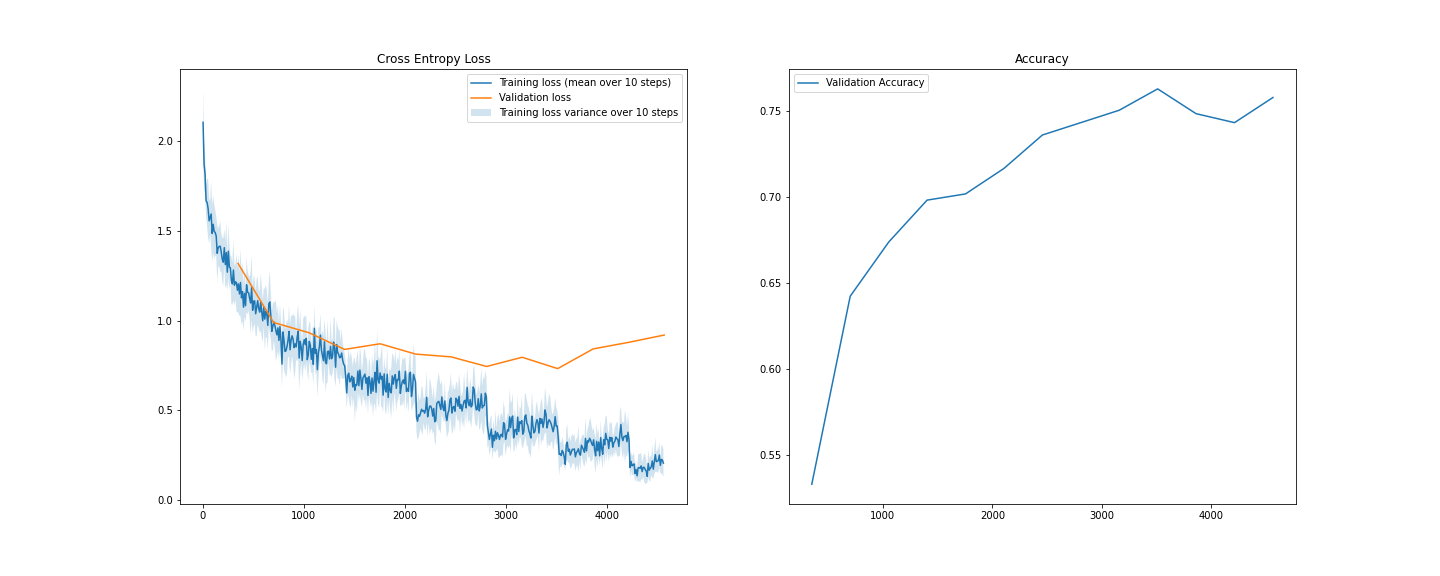 Cross Entropy Loss
Training loss (mean over 10 steps)
Validation loss
Training loss variance over 10 steps
2.0
1.5
1.0
0.5
0.0
0 1000 2000 3000 4000
Accuracy
Validation Accuracy
0.75
0.70
0.65
0.60
0.55
1000 2000 3000 4000